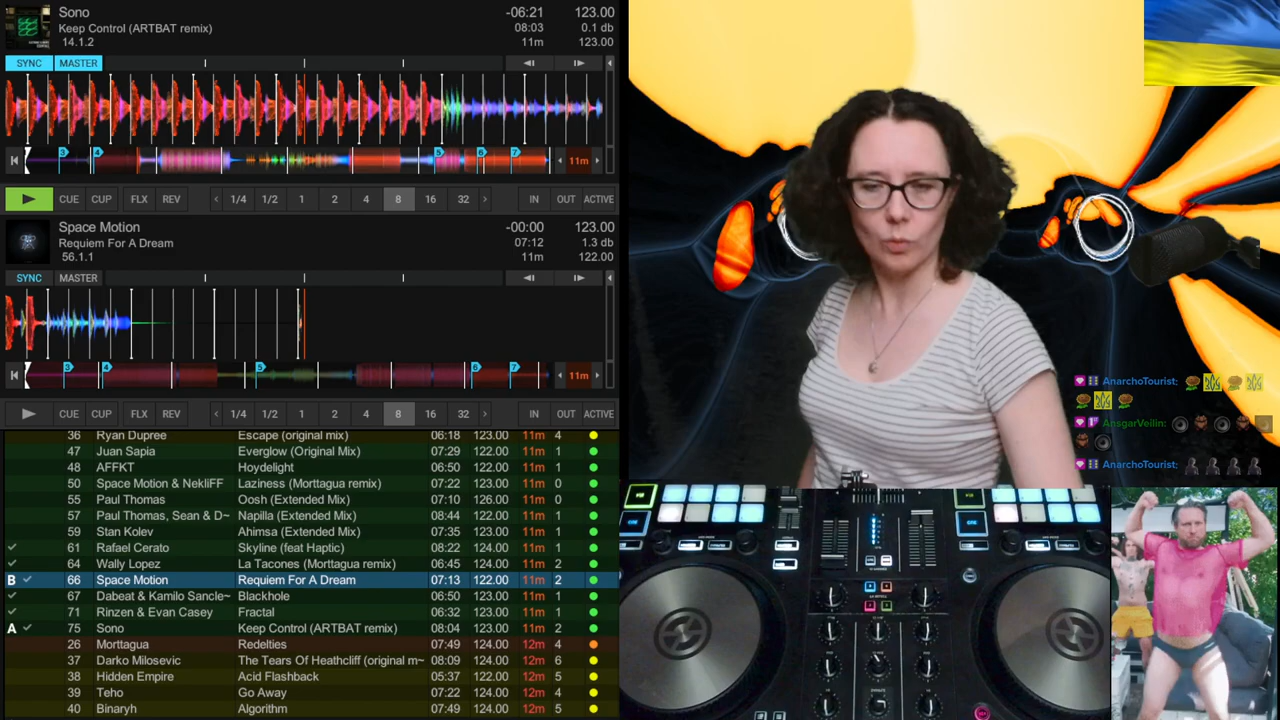 Sono -06:21 123.00
Keep Control (ARTBAT remix) 08:03 0.1 db
14.1.2 11m 123.00
SYNC MASTER
3 4 5 6 7 11m
CUE CUP FLX REV 1/4 1/2 1 2 4 8 16 32 IN OUT ACTIVE
Space Motion -00:00 123.00
Requiem For A Dream 07:12 1.3 db
56.1.1 11m 122.00
SYNC MASTER
3 4 5 6 7 11m
CUE CUP FLX REV 1/4 1/2 1 2 4 8 16 32 IN OUT ACTIVE
36 Ryan Dupree Escape (original mix) 06:18 123.00 11m 4
47 Juan Sapia Everglow (Original Mix) 07:29 122.00 11m 1
48 AFFKT Hoydelight 06:50 122.00 11m 1
50 Space Motion & NekliFF Laziness (Morttagua remix) 07:22 123.00 11m 0
55 Paul Thomas Oosh (Extended Mix) 07:10 126.00 11m 0
57 Paul Thomas, Sean & D~ Napilla (Extended Mix) 08:44 122.00 11m 1
59 Stan Kolev Ahimsa (Extended Mix) 07:35 122.00 11m 1
61 Rafael Cerato Skyline (feat Haptic) 08:22 124.00 11m 1
64 Wally Lopez La Tacones (Morttagua remix) 06:45 124.00 11m 2
B 66 Space Motion Requiem For A Dream 07:13 122.00 11m 2
67 Dabeat & Kamilo Sancle~ Blackhole 06:50 122.00 11m 1
71 Rinzen & Evan Casey Fractal 06:32 123.00 11m 1
A 75 Sono Keep Control (ARTBAT remix) 08:04 123.00 11m 2
26 Morttagua Redelties 07:49 124.00 12m 4
37 Darko Milosevic The Tears Of Heathcliff (original m~ 08:09 124.00 12m 6
38 Hidden Empire Acid Flashback 05:37 122.00 12m 5
39 Teho Go Away 07:22 124.00 12m 4
40 Binaryh Algorithm 07:49 124.00 12m 5
AnarchoTourist:
AnsgarVeilin:
AnarchoTourist: